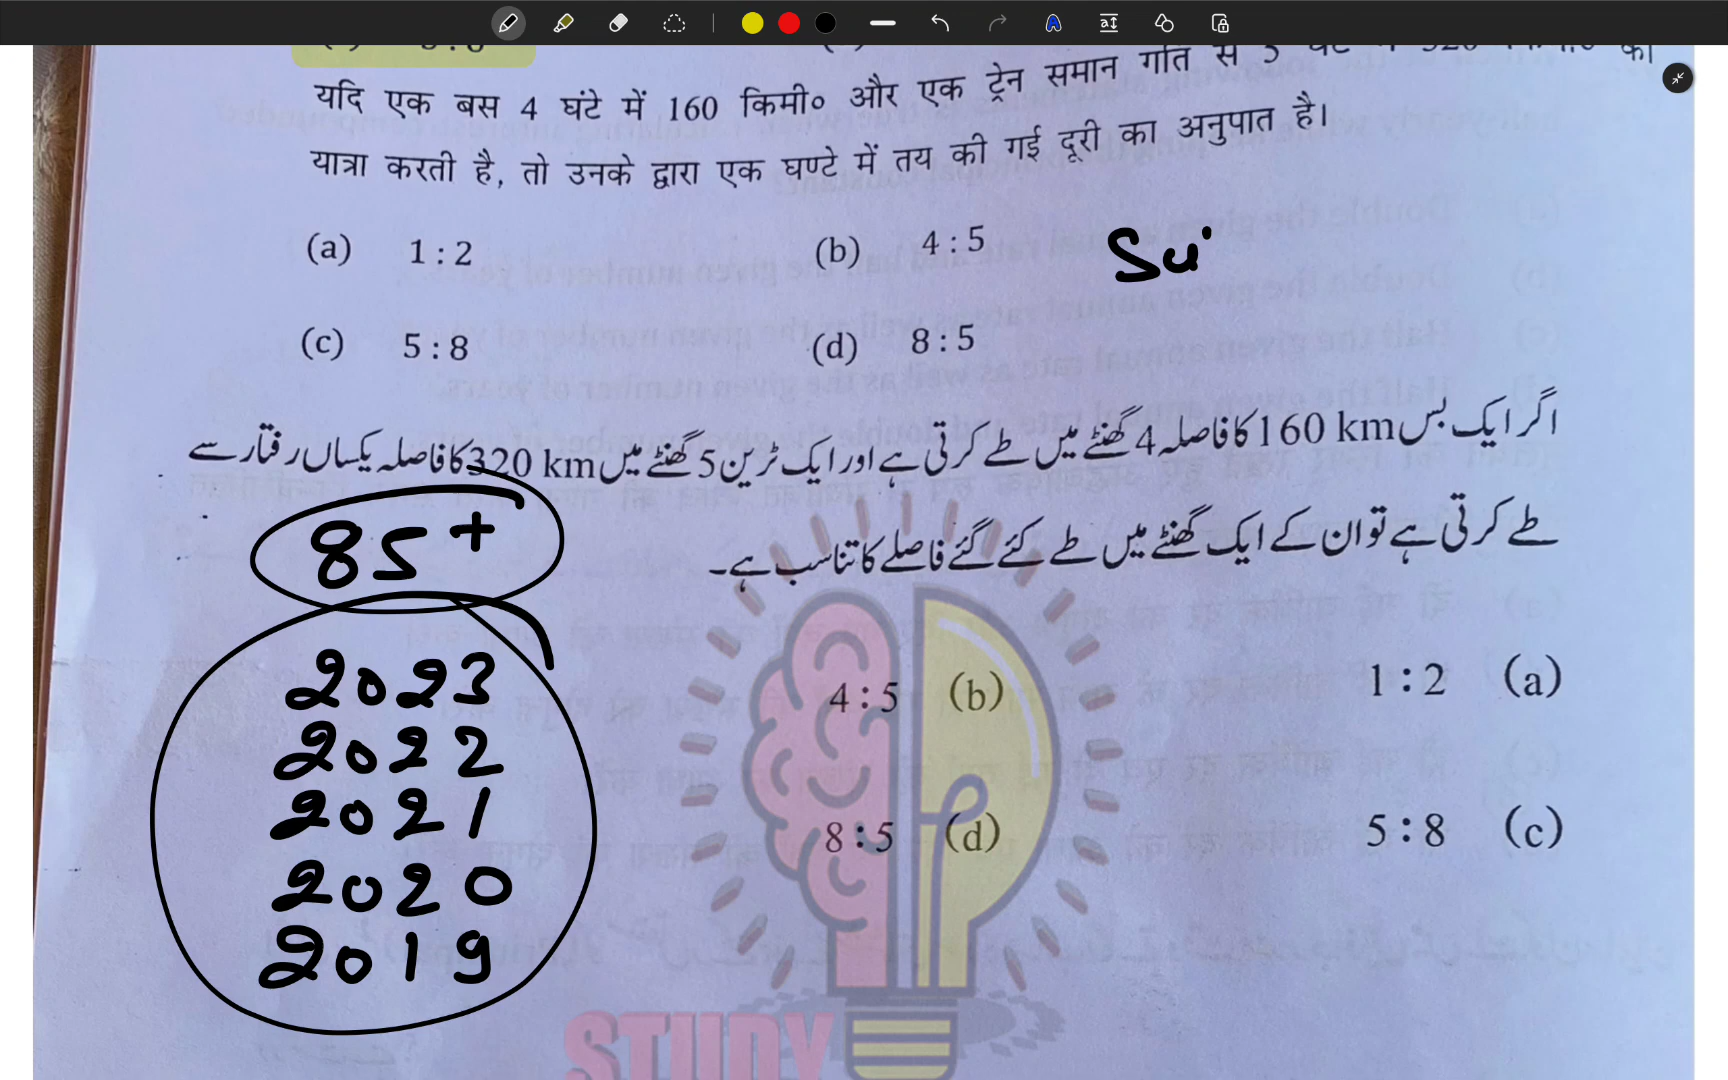 यदि एक बस 4 घंटे में 160 किमी० और एक ट्रेन समान गति से 5 घंटे में 320 किमी० की
यात्रा करती है, तो उनके द्वारा एक घण्टे में तय की गई दूरी का अनुपात है।
(a) 1 : 2 (b) 4 : 5
Sui
(c) 5 : 8 (d) 8 : 5
اگر ایک بس 160 km کا فاصلہ 4 گھنٹے میں طے کرتی ہے اور ایک ٹرین 5 گھنٹے میں 320 km کا فاصلہ یکساں رفتار سے
طے کرتی ہے تو ان کے ایک گھنٹے میں طے کئے گئے فاصلے کا تناسب ہے۔
85+
1 : 2 (a) 4 : 5 (b)
5 : 8 (c) 8 : 5 (d)
2023
2022
2021
2020
2019
STUDY